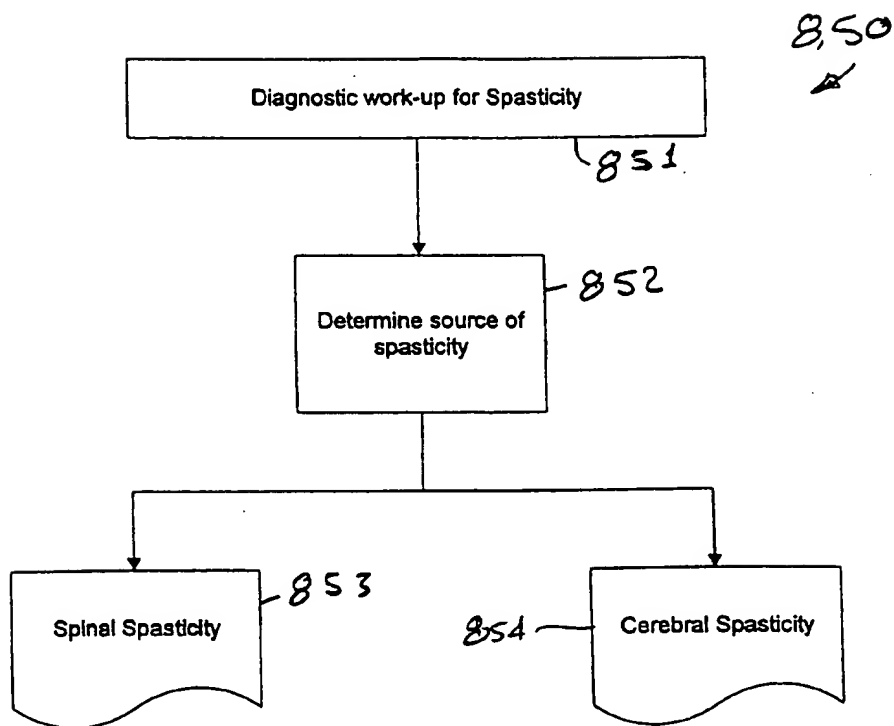 850
Diagnostic work-up for Spasticity
851
Determine source of
spasticity
852
Spinal Spasticity
853
854
Cerebral Spasticity